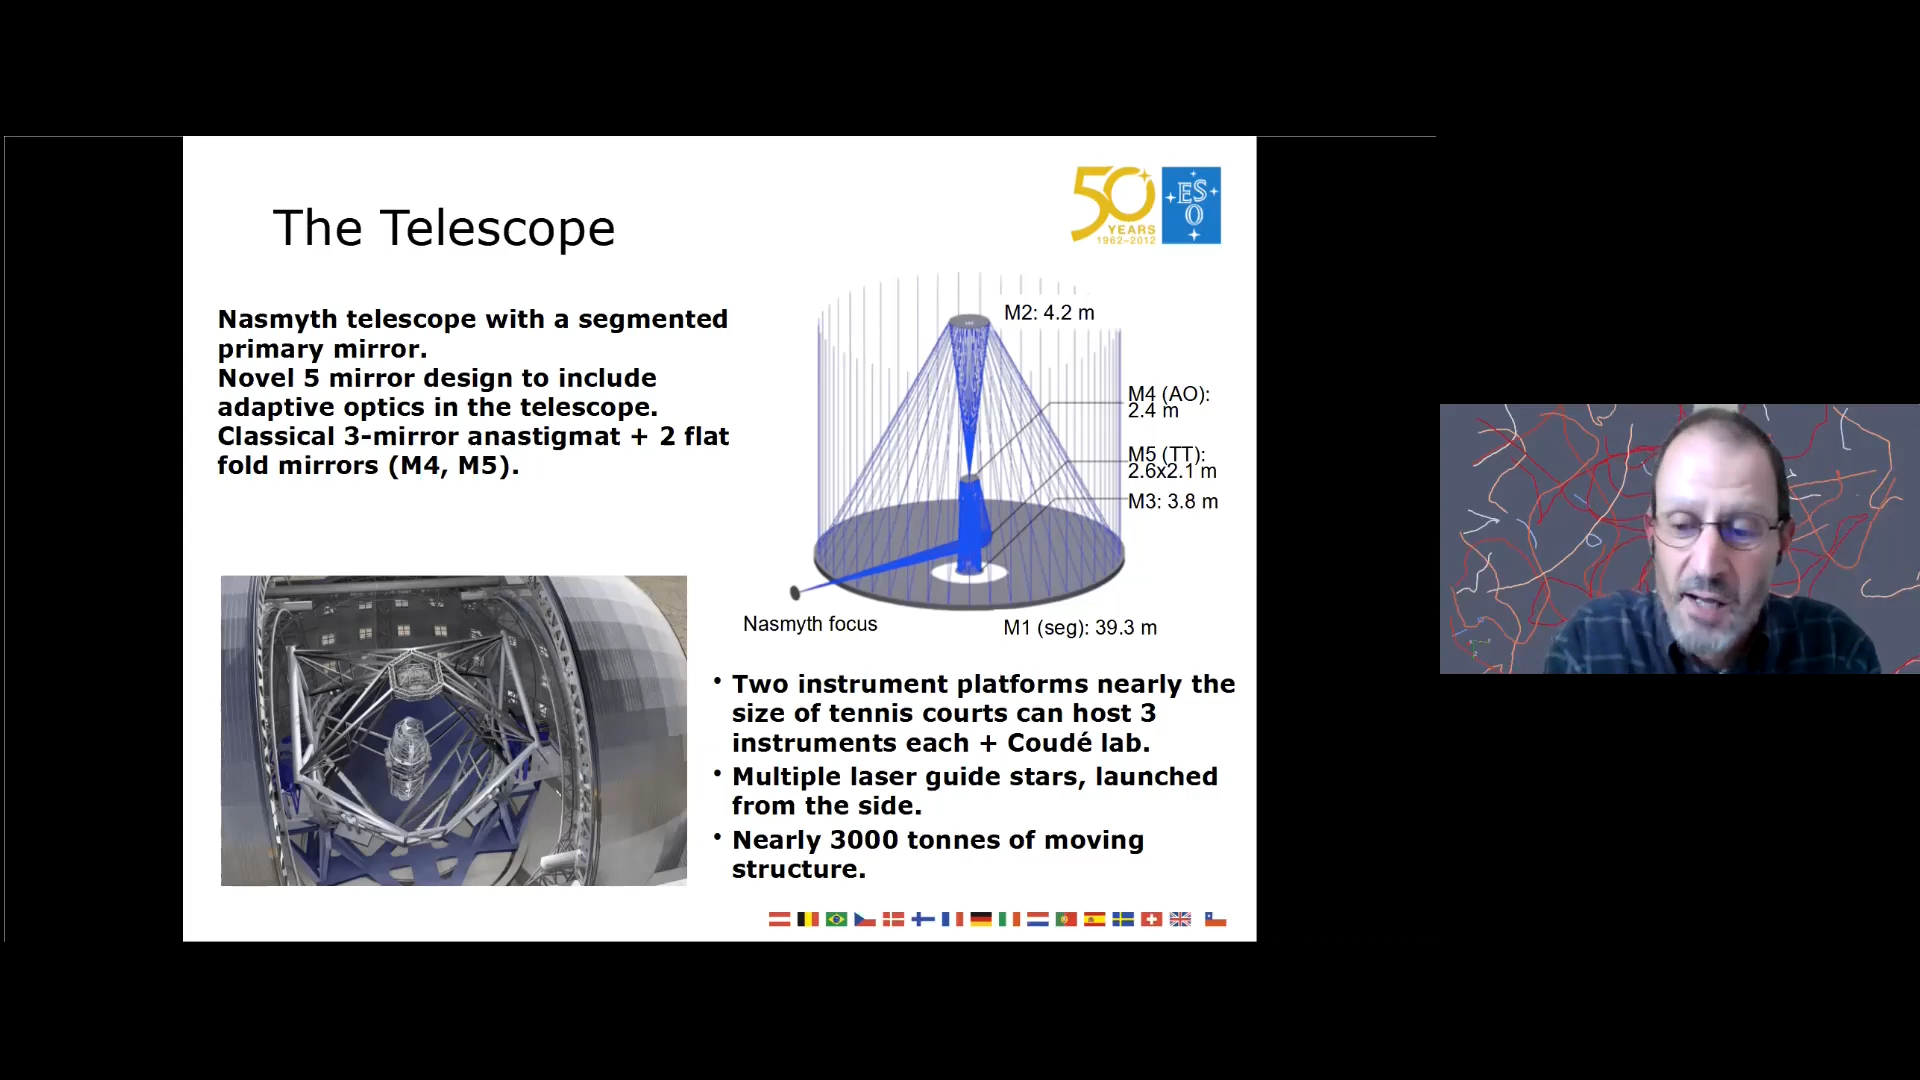 50
YEARS
1962–2012
ES
O
The Telescope
Nasmyth telescope with a segmented
primary mirror.
Novel 5 mirror design to include
adaptive optics in the telescope.
Classical 3-mirror anastigmat + 2 flat
fold mirrors (M4, M5).
M2: 4.2 m
M4 (AO):
2.4 m
M5 (TT):
2.6x2.1 m
M3: 3.8 m
Nasmyth focus
M1 (seg): 39.3 m
• Two instrument platforms nearly the
size of tennis courts can host 3
instruments each + Coudé lab.
• Multiple laser guide stars, launched
from the side.
• Nearly 3000 tonnes of moving
structure.